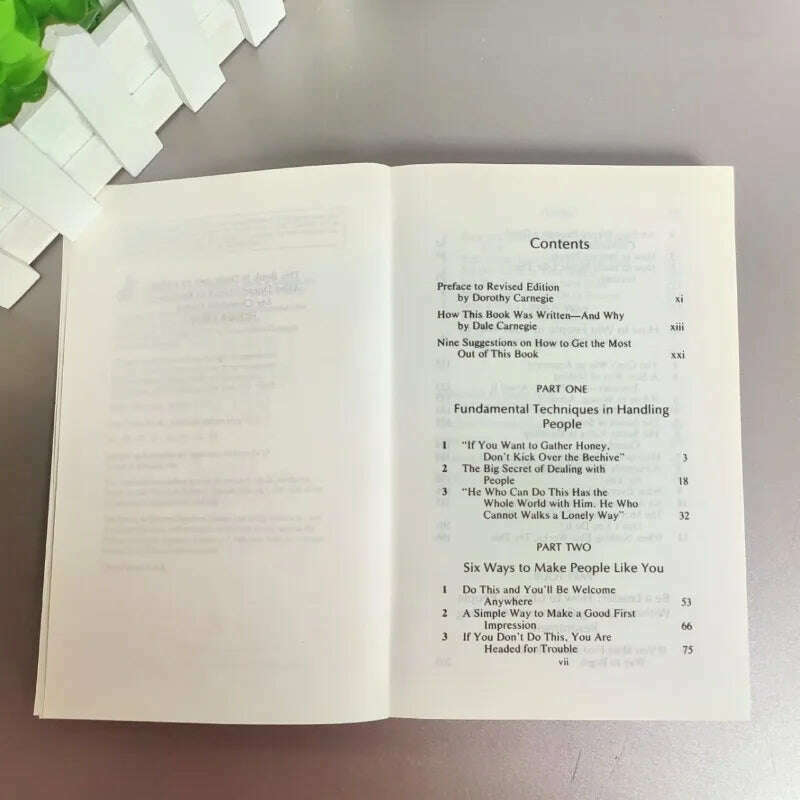 Contents
Preface to Revised Edition
by Dorothy Carnegie xi
How This Book Was Written—And Why
by Dale Carnegie xiii
Nine Suggestions on How to Get the Most
Out of This Book xxi
PART ONE
Fundamental Techniques in Handling
People
1 "If You Want to Gather Honey,
Don't Kick Over the Beehive" 3
2 The Big Secret of Dealing with
People 18
3 "He Who Can Do This Has the
Whole World with Him. He Who
Cannot Walks a Lonely Way" 32
PART TWO
Six Ways to Make People Like You
1 Do This and You'll Be Welcome
Anywhere 53
2 A Simple Way to Make a Good First
Impression 66
3 If You Don't Do This, You Are
Headed for Trouble 75
vii